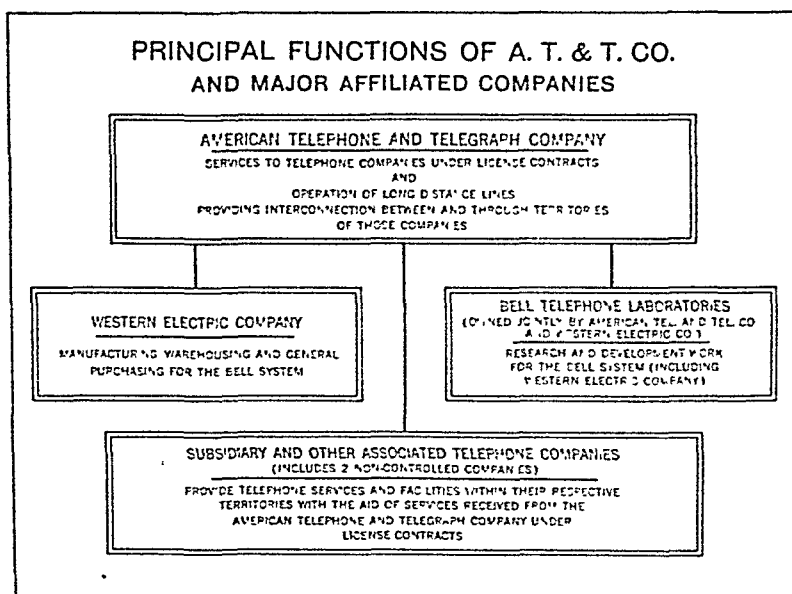 PRINCIPAL FUNCTIONS OF A. T. & T. CO.
AND MAJOR AFFILIATED COMPANIES
AMERICAN TELEPHONE AND TELEGRAPH COMPANY
SERVICES TO TELEPHONE COMPANIES UNDER LICENSE CONTRACTS
AND
OPERATION OF LONG DISTANCE LINES
PROVIDING INTERCONNECTION BETWEEN AND THROUGH TERRITORIES
OF THOSE COMPANIES
WESTERN ELECTRIC COMPANY
MANUFACTURING WAREHOUSING AND GENERAL
PURCHASING FOR THE BELL SYSTEM
BELL TELEPHONE LABORATORIES
(OWNED JOINTLY BY AMERICAN TEL. AND TEL. CO
AND WESTERN ELECTRIC CO.)
RESEARCH AND DEVELOPMENT WORK
FOR THE BELL SYSTEM (INCLUDING
WESTERN ELECTRIC COMPANY)
SUBSIDIARY AND OTHER ASSOCIATED TELEPHONE COMPANIES
(INCLUDES 2 NON-CONTROLLED COMPANIES)
PROVIDE TELEPHONE SERVICES AND FACILITIES WITHIN THEIR RESPECTIVE
TERRITORIES WITH THE AID OF SERVICES RECEIVED FROM THE
AMERICAN TELEPHONE AND TELEGRAPH COMPANY UNDER
LICENSE CONTRACTS